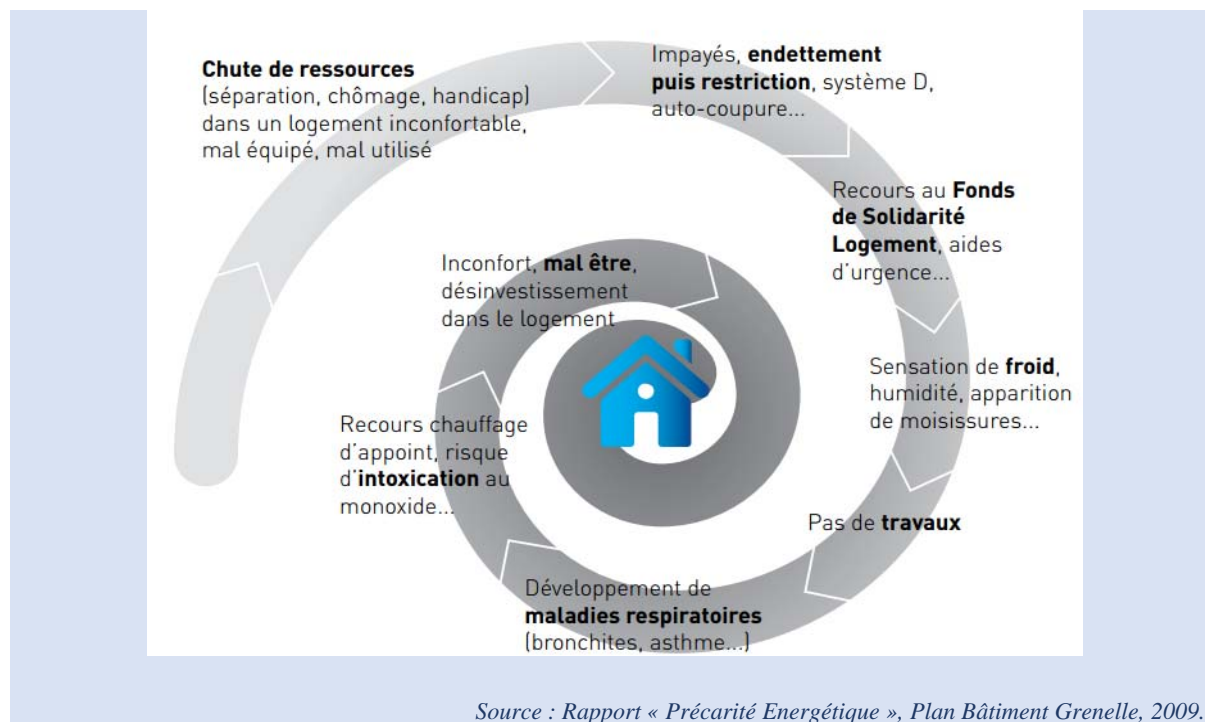 Chute de ressources
(séparation, chômage, handicap)
dans un logement inconfortable,
mal équipé, mal utilisé
Impayés, endettement
puis restriction, système D,
auto-coupure...
Recours au Fonds
de Solidarité
Logement, aides
d'urgence...
Sensation de froid,
humidité, apparition
de moisissures...
Pas de travaux
Développement de
maladies respiratoires
(bronchites, asthme...)
Recours chauffage
d'appoint, risque
d'intoxication au
monoxide...
Inconfort, mal être,
désinvestissement
dans le logement
Source : Rapport « Précarité Energétique », Plan Bâtiment Grenelle, 2009.